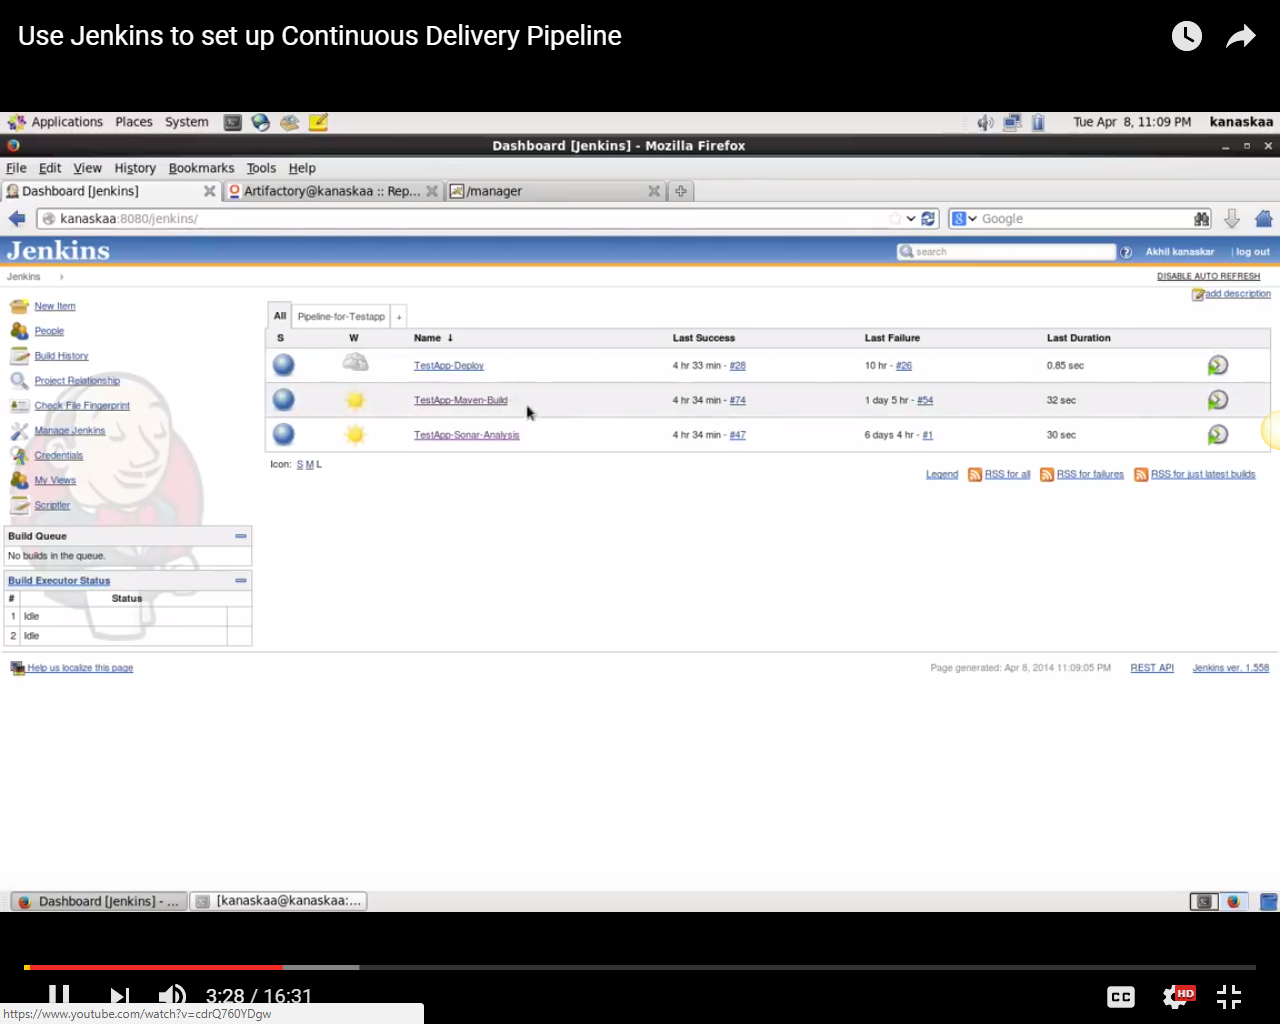 Use Jenkins to set up Continuous Delivery Pipeline
Applications Places System Tue Apr 8, 11:09 PM kanaskaa
Dashboard [Jenkins] - Mozilla Firefox
File Edit View History Bookmarks Tools Help
Dashboard [Jenkins] Artifactory@kanaskaa :: Rep... /manager
kanaskaa:8080/jenkins/ Google
Jenkins search Akhil kanaskar | log out
Jenkins DISABLE AUTO REFRESH
add description
New Item
People
Build History
Project Relationship
Check File Fingerprint
Manage Jenkins
Credentials
My Views
Scriptler
All Pipeline-for-Testapp +
S W Name ↓ Last Success Last Failure Last Duration
TestApp-Deploy 4 hr 33 min - #28 10 hr - #26 0.85 sec
TestApp-Maven-Build 4 hr 34 min - #74 1 day 5 hr - #54 32 sec
TestApp-Sonar-Analysis 4 hr 34 min - #47 6 days 4 hr - #1 30 sec
Icon: S M L
Legend RSS for all RSS for failures RSS for just latest builds
Build Queue
No builds in the queue.
Build Executor Status
# Status
1 Idle
2 Idle
Help us localize this page Page generated: Apr 8, 2014 11:09:05 PM REST API Jenkins ver. 1.558
Dashboard [Jenkins] - ... [kanaskaa@kanaskaa:...
3:28 / 16:31 CC HD
https://www.youtube.com/watch?v=cdrQ760YDgw